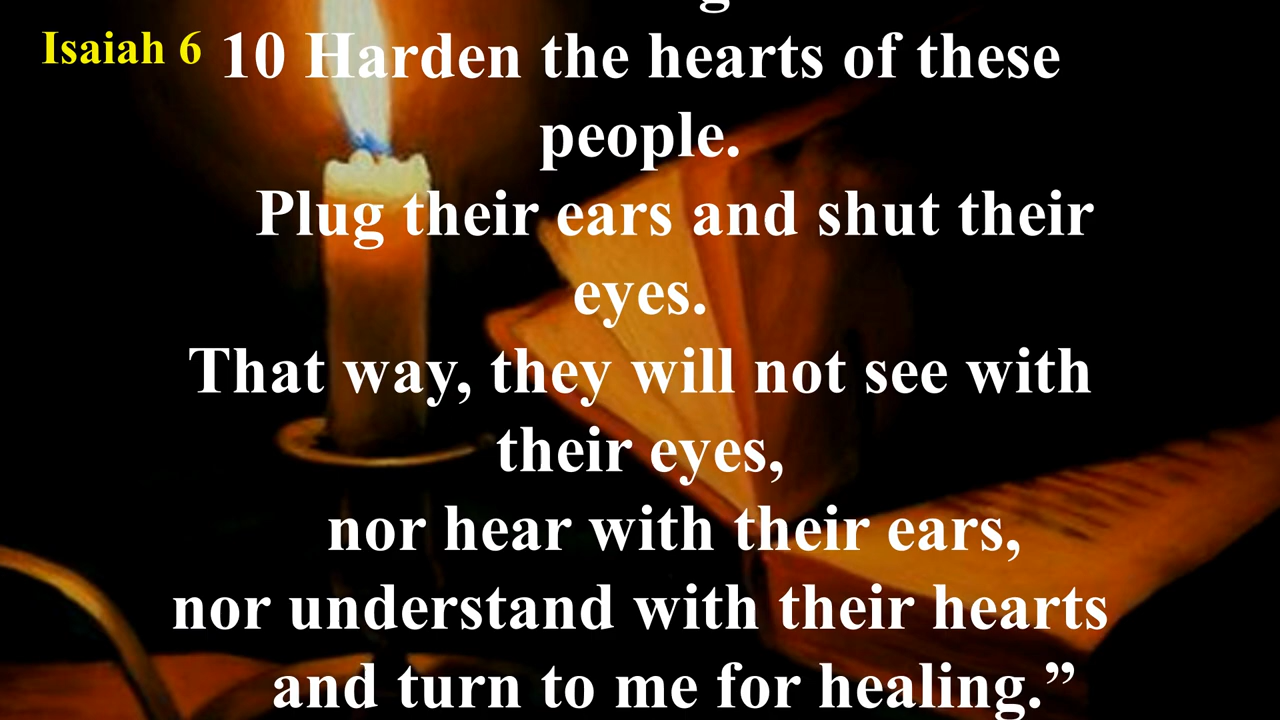 Isaiah 6
10 Harden the hearts of these
people.
Plug their ears and shut their
eyes.
That way, they will not see with
their eyes,
nor hear with their ears,
nor understand with their hearts
and turn to me for healing.”